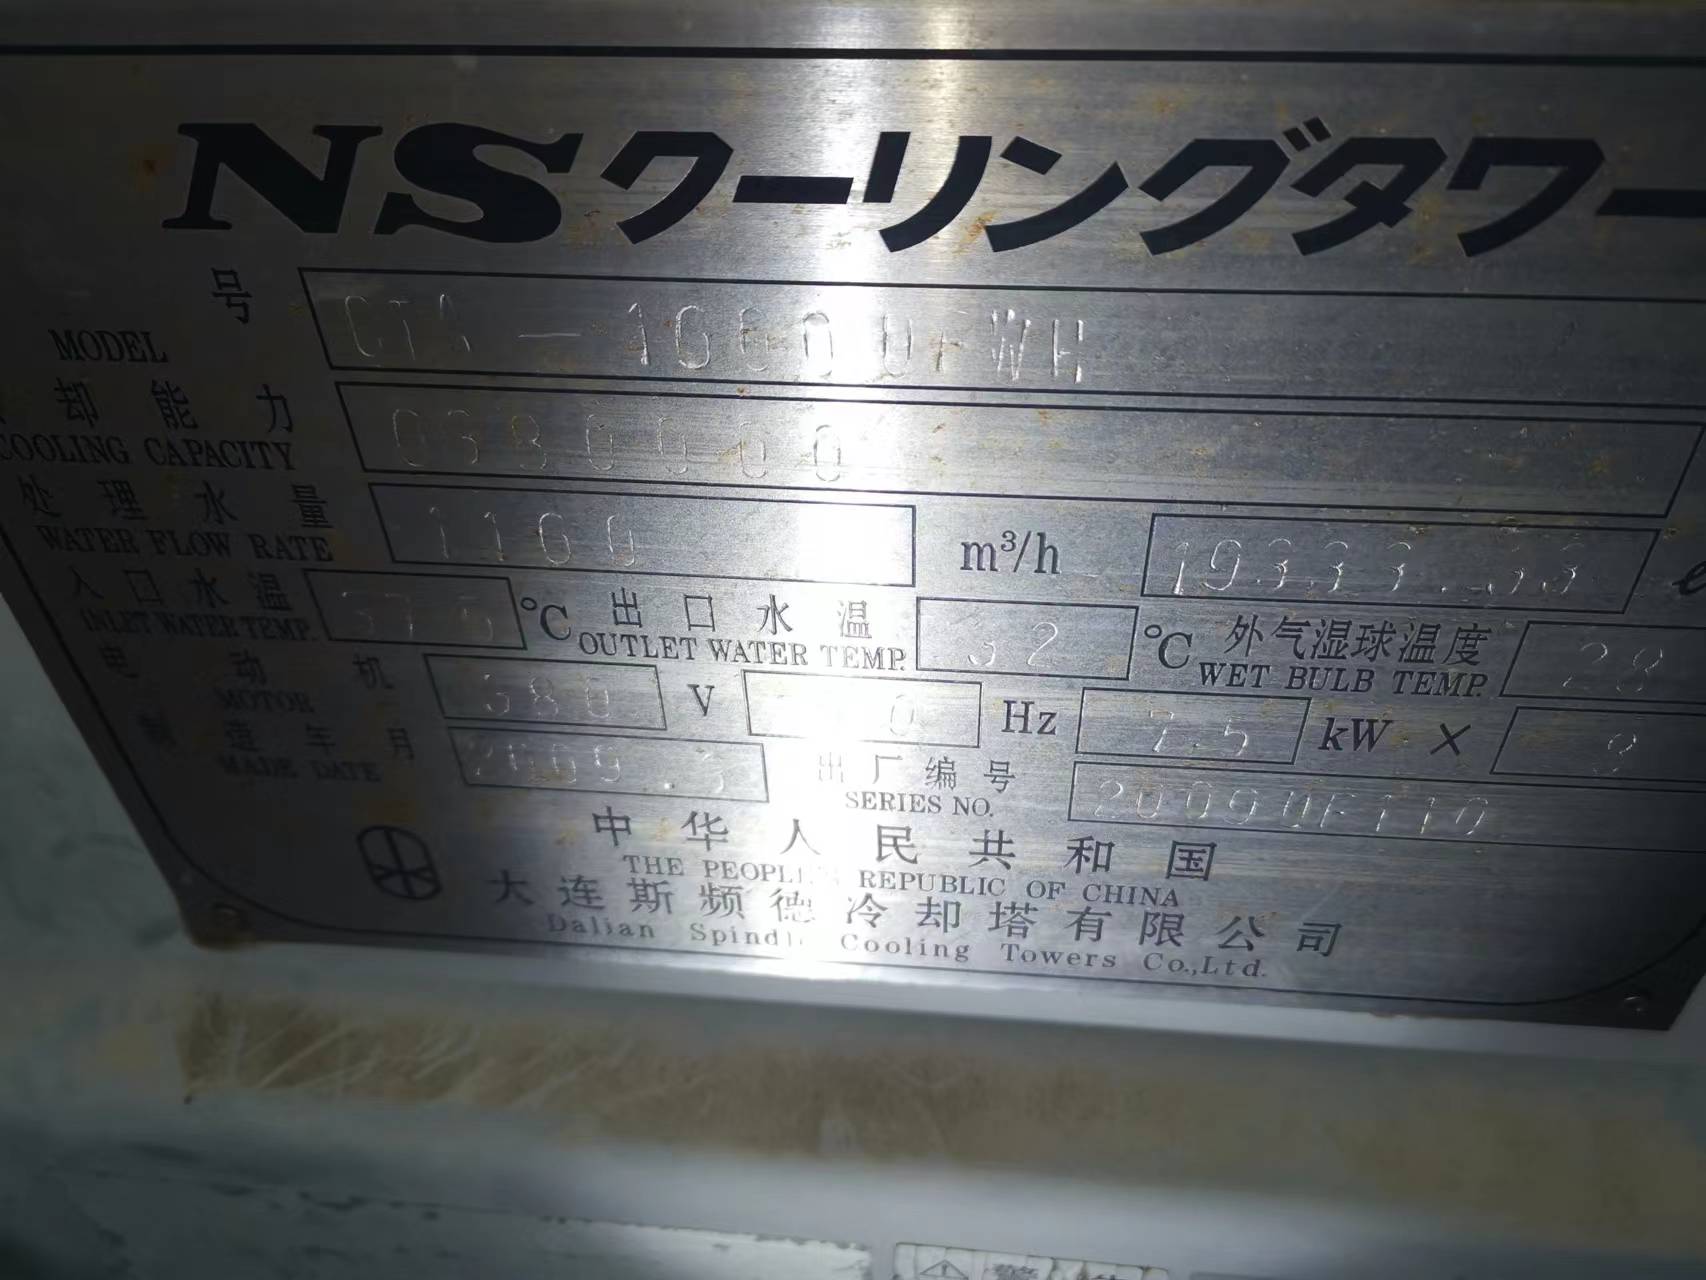 NSクーリングタワー
号
MODEL
却能力
COOLING CAPACITY
处理水量
WATER FLOW RATE 1100 m³/h 19333.33 ℓ
入口水温 ℃ 出口水温 32 ℃ 外气湿球温度 28
INLET WATER TEMP. OUTLET WATER TEMP. WET BULB TEMP.
电动机 380 V Hz 7.5 kW ×
MOTOR
制造年月 2009.3 出厂编号
MADE DATE SERIES NO.
中华人民共和国
THE PEOPLE'S REPUBLIC OF CHINA
大连斯频德冷却塔有限公司
Dalian Spindle Cooling Towers Co.,Ltd.